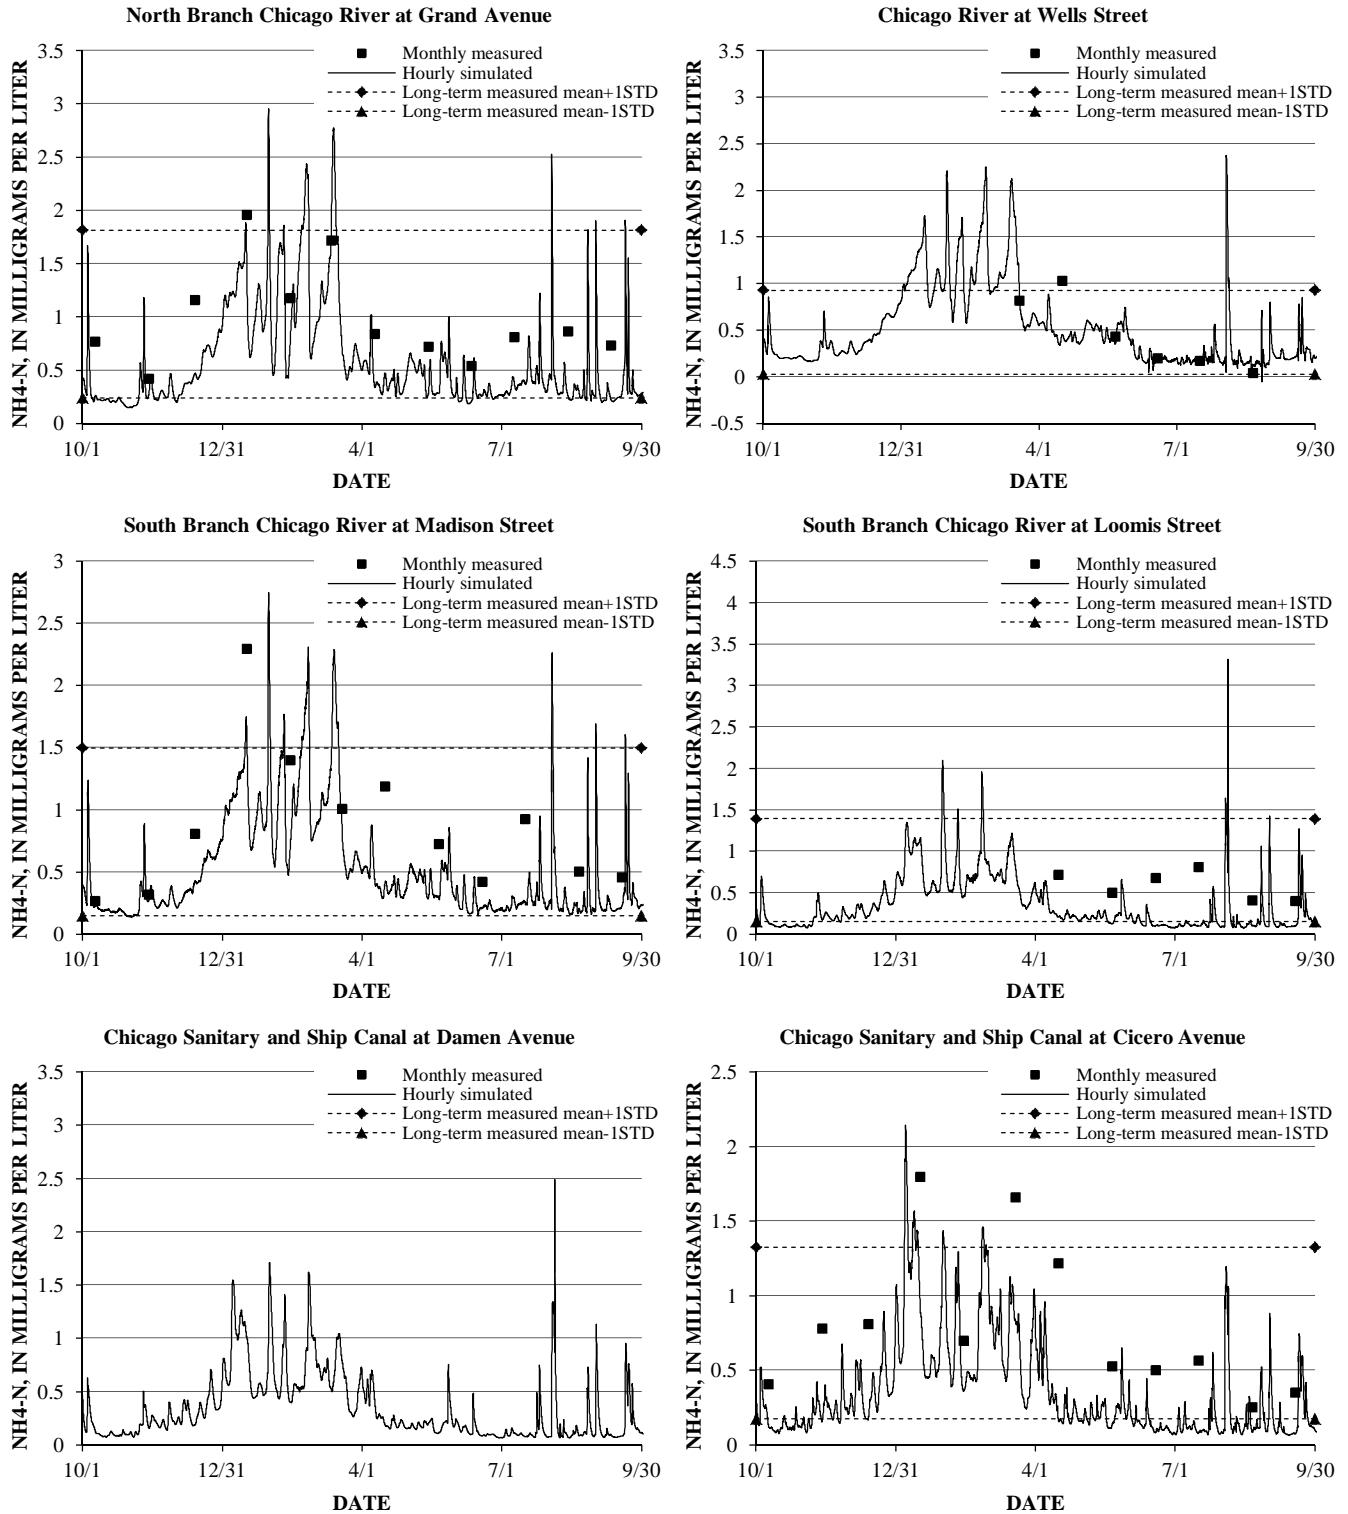 North Branch Chicago River at Grand Avenue
NH4-N, IN MILLIGRAMS PER LITER
3.5
3
2.5
2
1.5
1
0.5
0
Monthly measured
Hourly simulated
Long-term measured mean+1STD
Long-term measured mean-1STD
10/1 12/31 4/1 7/1 9/30
DATE
Chicago River at Wells Street
NH4-N, IN MILLIGRAMS PER LITER
3.5
3
2.5
2
1.5
1
0.5
0
-0.5
Monthly measured
Hourly simulated
Long-term measured mean+1STD
Long-term measured mean-1STD
10/1 12/31 4/1 7/1 9/30
DATE
South Branch Chicago River at Madison Street
NH4-N, IN MILLIGRAMS PER LITER
3
2.5
2
1.5
1
0.5
0
Monthly measured
Hourly simulated
Long-term measured mean+1STD
Long-term measured mean-1STD
10/1 12/31 4/1 7/1 9/30
DATE
South Branch Chicago River at Loomis Street
NH4-N, IN MILLIGRAMS PER LITER
4.5
4
3.5
3
2.5
2
1.5
1
0.5
0
Monthly measured
Hourly simulated
Long-term measured mean+1STD
Long-term measured mean-1STD
10/1 12/31 4/1 7/1 9/30
DATE
Chicago Sanitary and Ship Canal at Damen Avenue
NH4-N, IN MILLIGRAMS PER LITER
3.5
3
2.5
2
1.5
1
0.5
0
Monthly measured
Hourly simulated
Long-term measured mean+1STD
Long-term measured mean-1STD
10/1 12/31 4/1 7/1 9/30
DATE
Chicago Sanitary and Ship Canal at Cicero Avenue
NH4-N, IN MILLIGRAMS PER LITER
2.5
2
1.5
1
0.5
0
Monthly measured
Hourly simulated
Long-term measured mean+1STD
Long-term measured mean-1STD
10/1 12/31 4/1 7/1 9/30
DATE